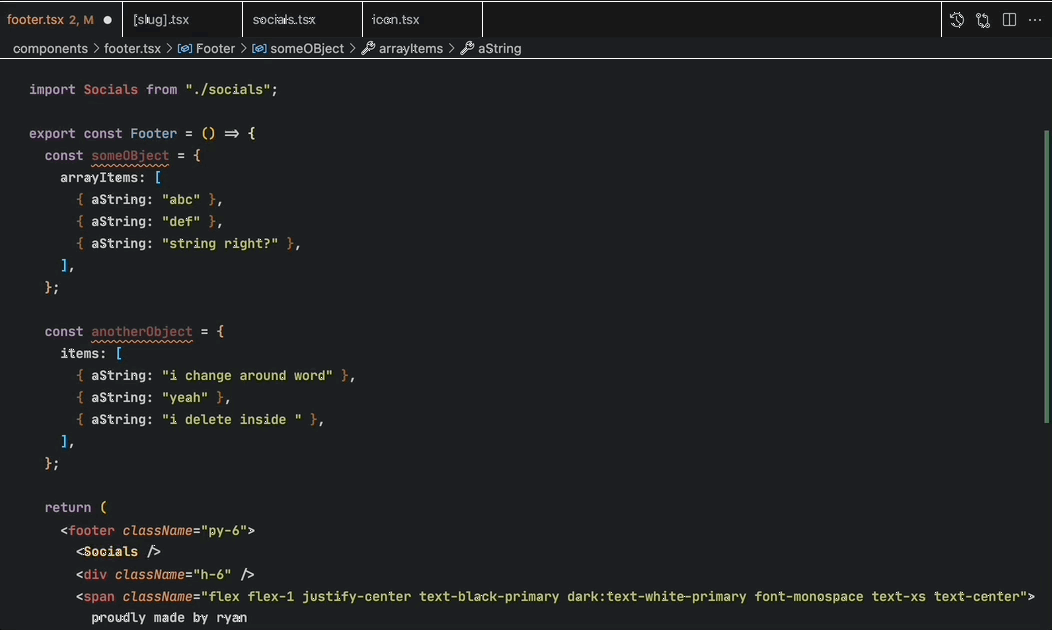 footer.tsx 2, M [slug].tsx socials.tsx icon.tsx
components > footer.tsx > Footer > someOBject > arrayItems > aString
import Socials from "./socials";
export const Footer = () => {
const someOBject = {
arrayItems: [
{ aString: "abc" },
{ aString: "def" },
{ aString: "string right?" },
],
};
const anotherObject = {
items: [
{ aString: "i change around word" },
{ aString: "yeah" },
{ aString: "i delete inside " },
],
};
return (
<footer className="py-6">
<Socials />
<div className="h-6" />
<span className="flex flex-1 justify-center text-black-primary dark:text-white-primary font-monospace text-xs text-center">
proudly made by ryan